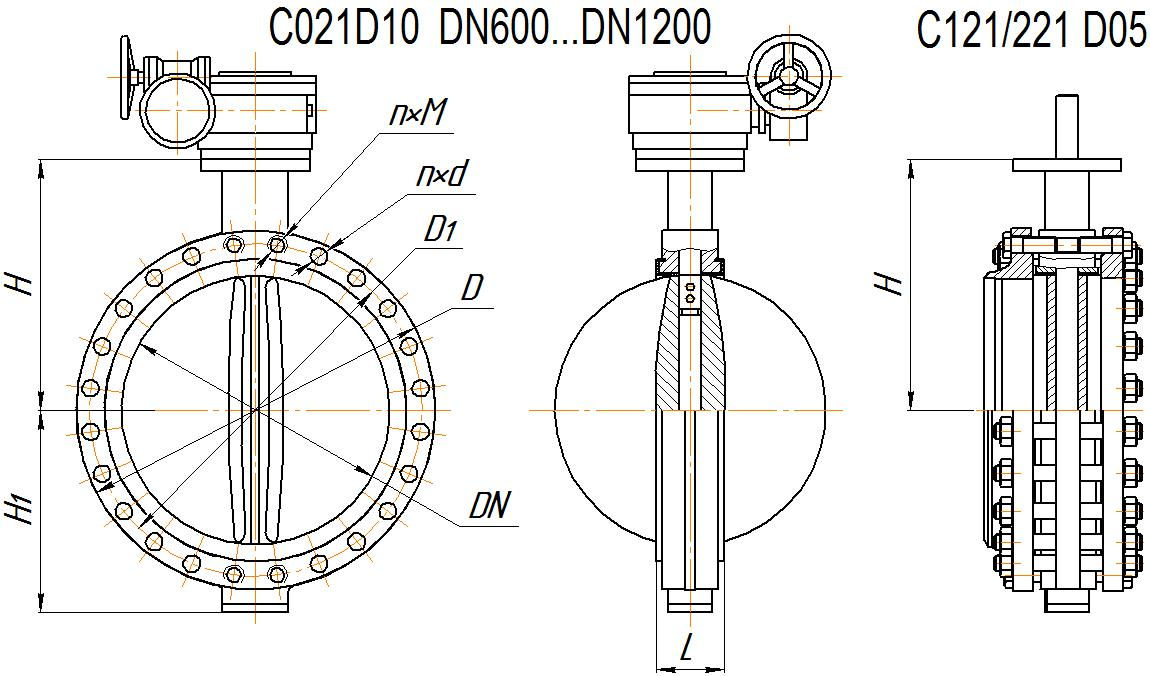 C021D10 DN600...DN1200
C121/221 D05
n×M
n×d
D1
D
H
H
H1
DN
L